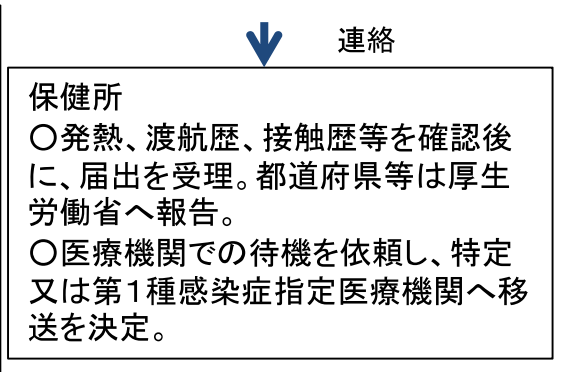 連絡
保健所
○発熱、渡航歴、接触歴等を確認後
に、届出を受理。都道府県等は厚生
労働省へ報告。
○医療機関での待機を依頼し、特定
又は第１種感染症指定医療機関へ移
送を決定。